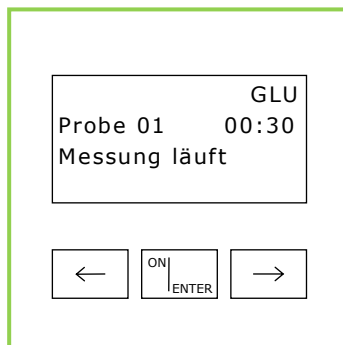 GLU
Probe 01 00:30
Messung läuft
ON
ENTER